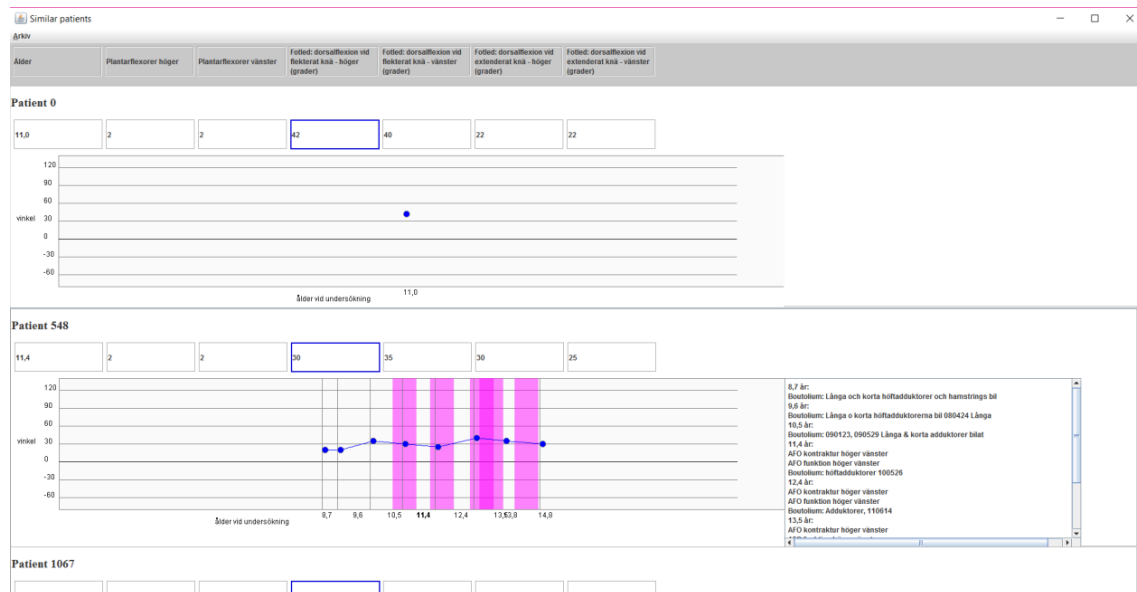 Similar patients
Arkiv
Ålder
Plantarflexorer höger
Plantarflexorer vänster
Fotled: dorsalflexion vid flekterat knä - höger (grader)
Fotled: dorsalflexion vid flekterat knä - vänster (grader)
Fotled: dorsalflexion vid extenderat knä - höger (grader)
Fotled: dorsalflexion vid extenderat knä - vänster (grader)
Patient 0
11,0 2 2 42 40 22 22
120
90
60
vinkel 30
0
-30
-60
11,0
ålder vid undersökning
Patient 548
11,4 2 2 30 35 30 25
120
90
60
vinkel 30
0
-30
-60
8,7 9,6 10,5 11,4 12,4 13,5 13,8 14,8
ålder vid undersökning
8,7 år:
Boutolium: Långa och korta höftadduktorer och hamstrings bil
9,6 år:
Boutolium: Långa o korta höftadduktorerna bil 080424 Långa
10,5 år:
Boutolium: 090123, 090529 Långa & korta adduktorer bilat
11,4 år:
AFO kontraktur höger vänster
AFO funktion höger vänster
Boutolium: höftadduktorer 100526
12,4 år:
AFO kontraktur höger vänster
AFO funktion höger vänster
Boutolium: Adduktorer, 110614
13,5 år:
AFO kontraktur höger vänster
Patient 1067